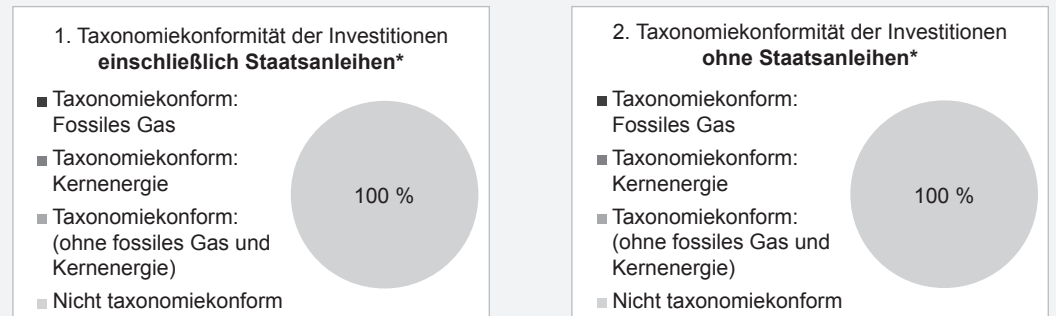 1. Taxonomiekonformität der Investitionen
einschließlich Staatsanleihen*
Taxonomiekonform:
Fossiles Gas
Taxonomiekonform:
Kernenergie
Taxonomiekonform:
(ohne fossiles Gas und
Kernenergie)
Nicht taxonomiekonform
100 %
2. Taxonomiekonformität der Investitionen
ohne Staatsanleihen*
Taxonomiekonform:
Fossiles Gas
Taxonomiekonform:
Kernenergie
Taxonomiekonform:
(ohne fossiles Gas und
Kernenergie)
Nicht taxonomiekonform
100 %